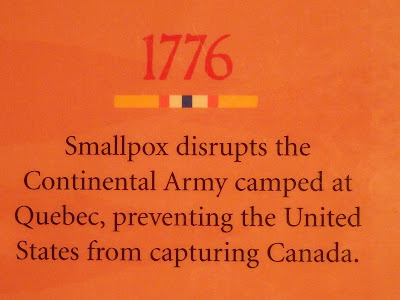 1776
Smallpox disrupts the
Continental Army camped at
Quebec, preventing the United
States from capturing Canada.